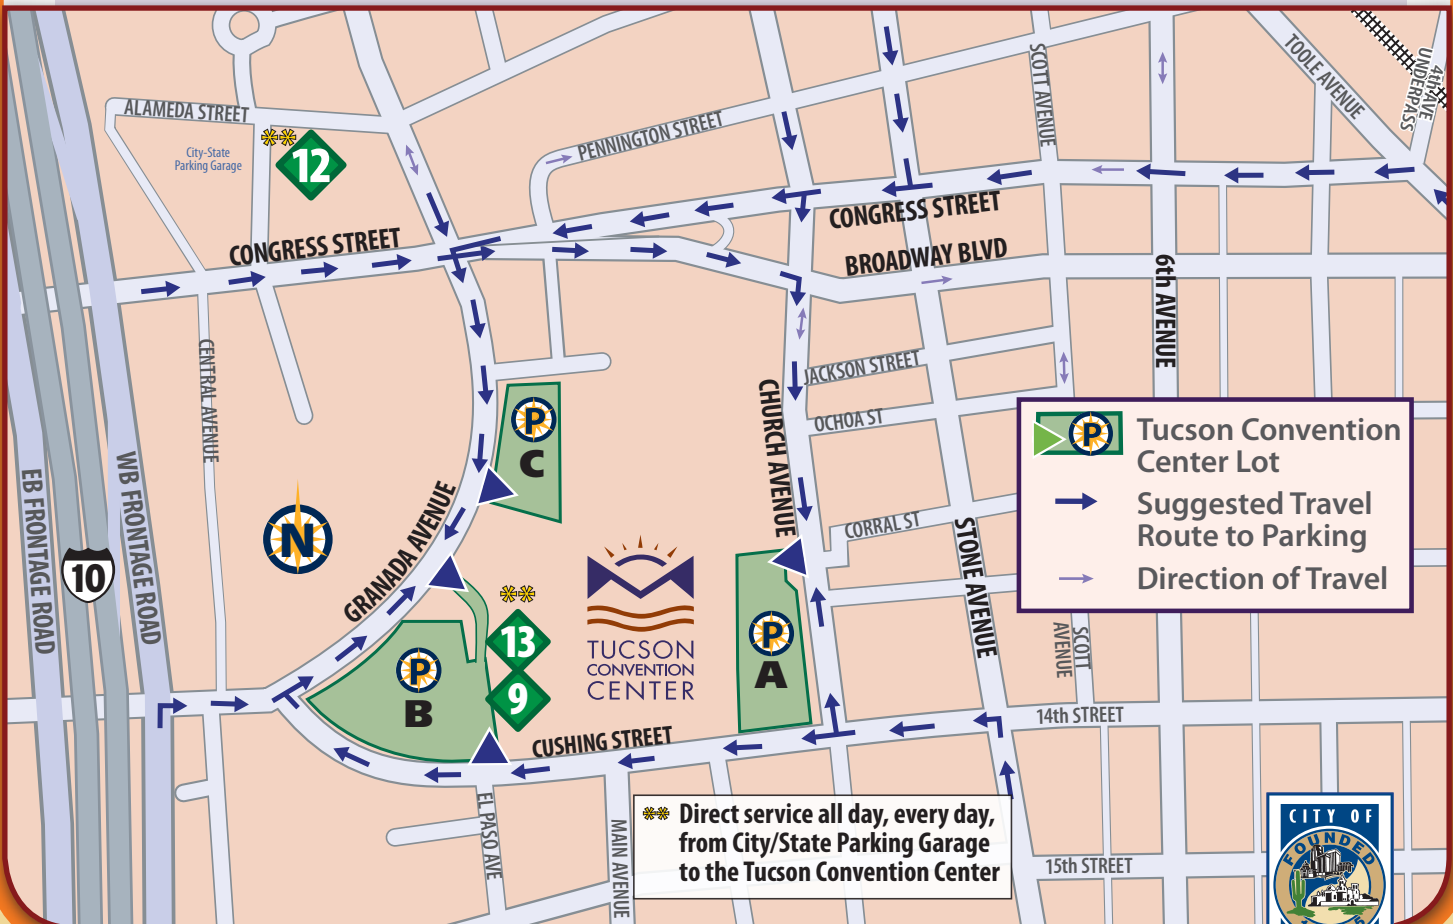 ALAMEDA STREET
City-State
Parking Garage
**
12
PENNINGTON STREET
SCOTT AVENUE
TOOLE AVENUE
4th AVE
UNDERPASS
CONGRESS STREET
CONGRESS STREET
BROADWAY BLVD
6th AVENUE
CENTRAL AVENUE
JACKSON STREET
OCHOA ST
CHURCH AVENUE
P
C
EB FRONTAGE ROAD
WB FRONTAGE ROAD
10
N
GRANADA AVENUE
CORRAL ST
STONE AVENUE
P
Tucson Convention
Center Lot
Suggested Travel
Route to Parking
Direction of Travel
**
13
9
TUCSON
CONVENTION
CENTER
P
A
P
B
SCOTT
AVENUE
14th STREET
CUSHING STREET
EL PASO AVE
MAIN AVENUE
** Direct service all day, every day,
from City/State Parking Garage
to the Tucson Convention Center
15th STREET
CITY OF
FOUNDED